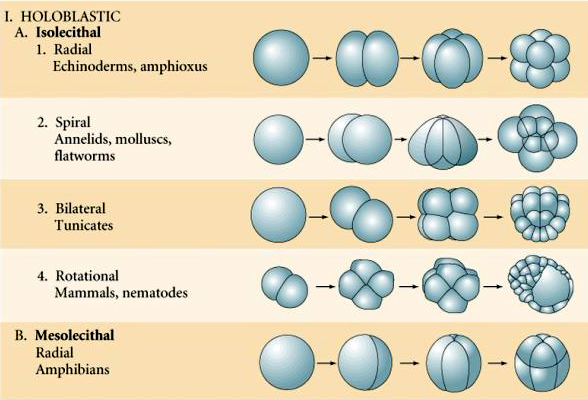 I. HOLOBLASTIC
A. Isolecithal
1. Radial
Echinoderms, amphioxus
2. Spiral
Annelids, molluscs,
flatworms
3. Bilateral
Tunicates
4. Rotational
Mammals, nematodes
B. Mesolecithal
Radial
Amphibians